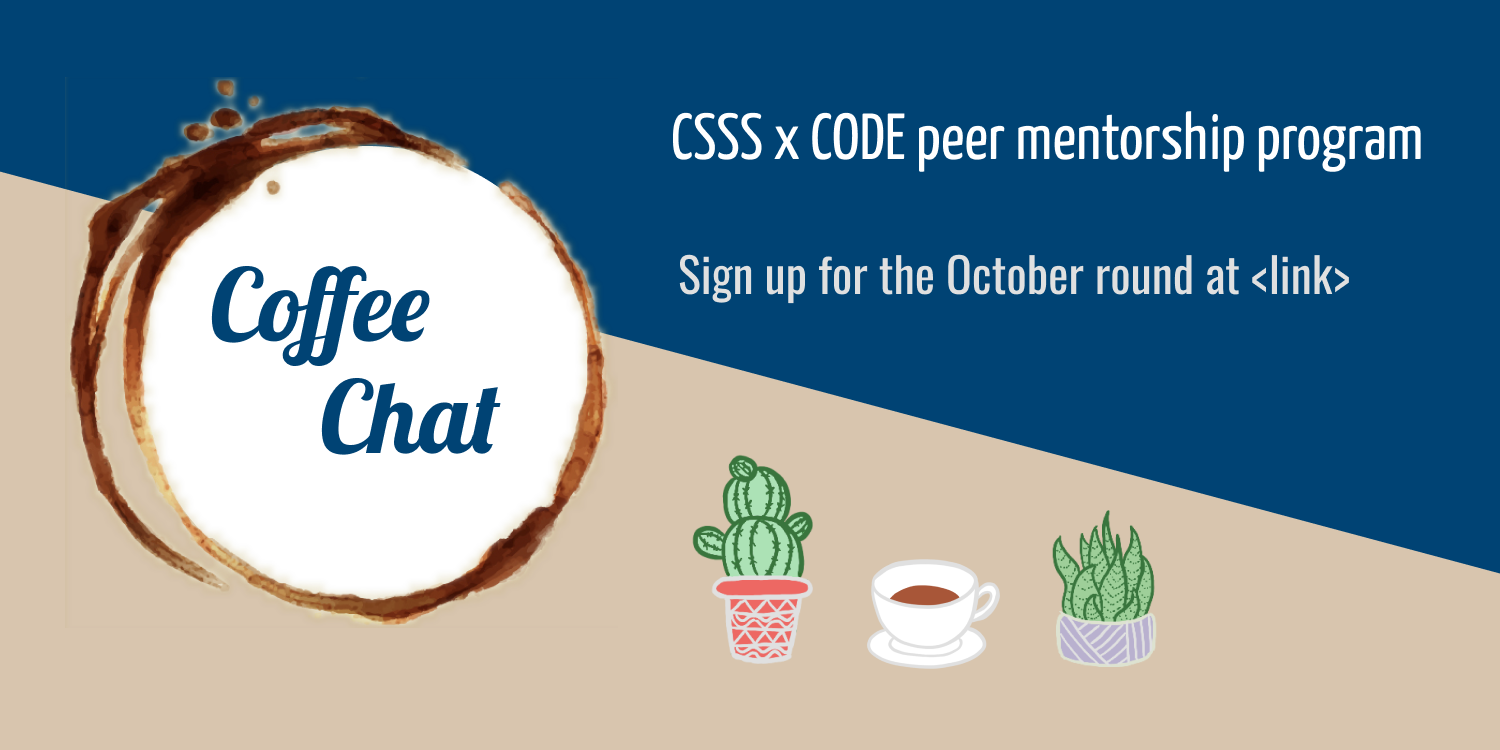 Coffee
Chat
CSSS x CODE peer mentorship program
Sign up for the October round at <link>